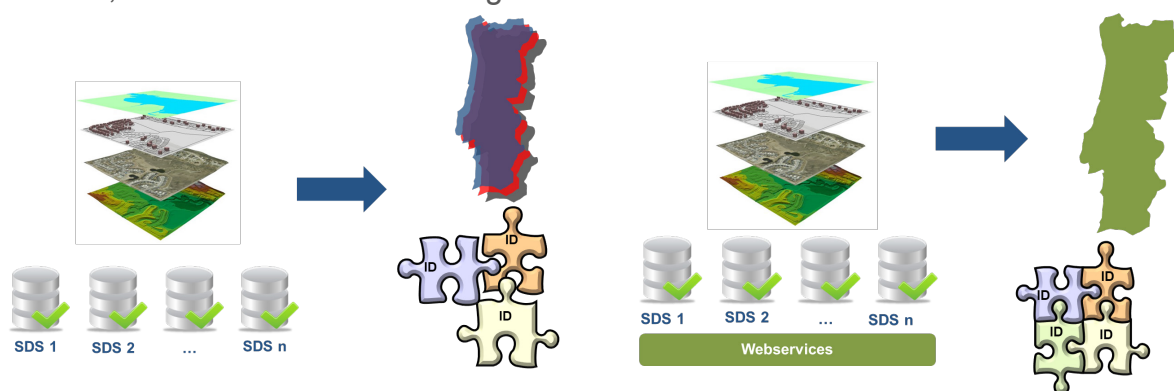 ID
ID
ID
SDS 1
SDS 2
...
SDS n
ID
ID
ID
ID
SDS 1
SDS 2
...
SDS n
Webservices